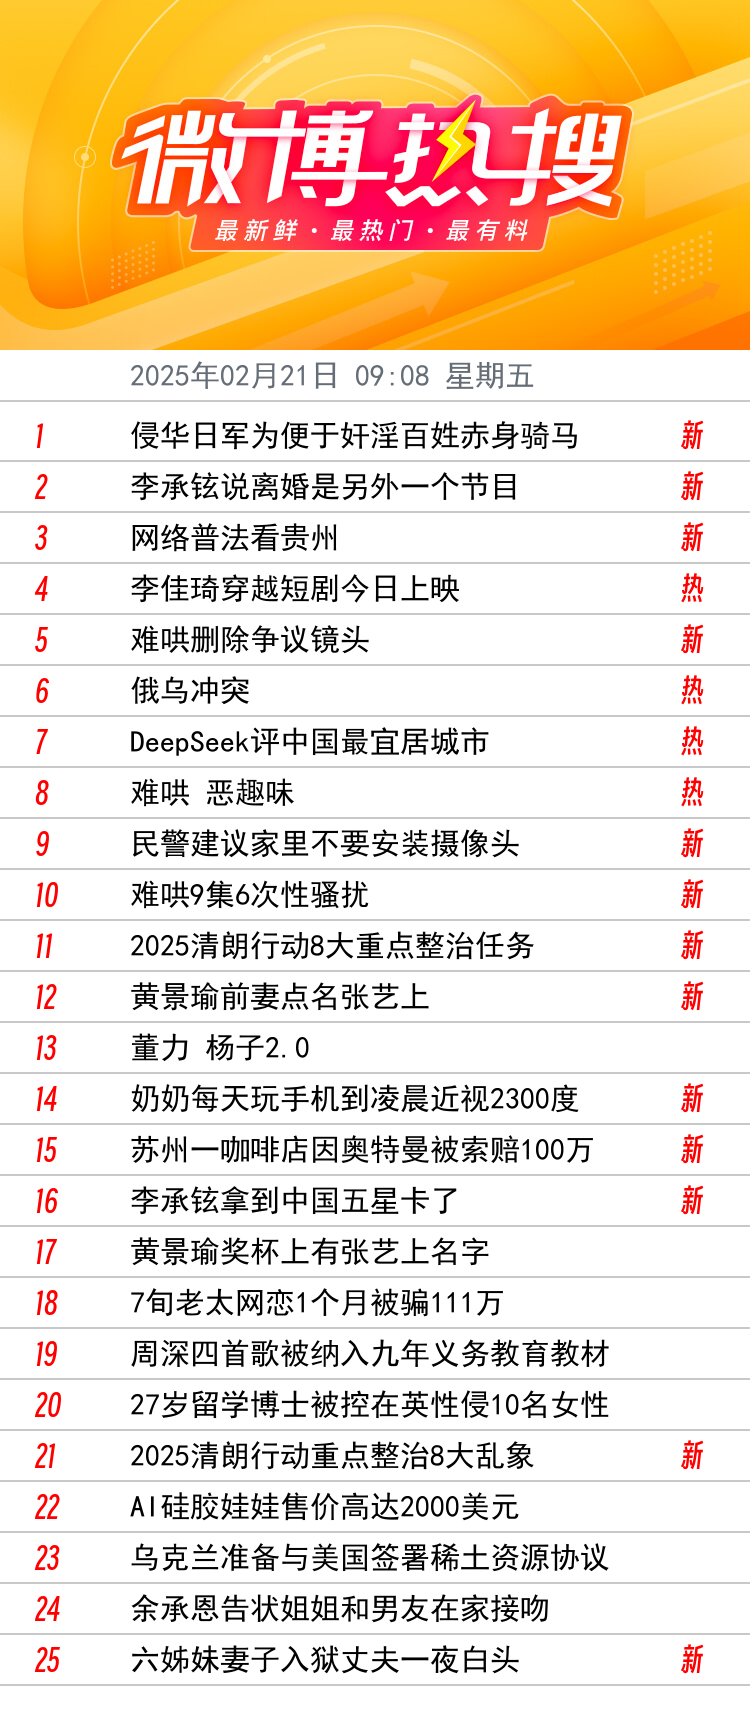 微博热搜
最新鲜·最热门·最有料
2025年02月21日 09:08 星期五
1 侵华日军为便于奸淫百姓赤身骑马 新
2 李承铉说离婚是另外一个节目 新
3 网络普法看贵州 新
4 李佳琦穿越短剧今日上映 热
5 难哄删除争议镜头 新
6 俄乌冲突 热
7 DeepSeek评中国最宜居城市 热
8 难哄 恶趣味 热
9 民警建议家里不要安装摄像头 新
10 难哄9集6次性骚扰 新
11 2025清朗行动8大重点整治任务 新
12 黄景瑜前妻点名张艺上 新
13 董力 杨子2.0
14 奶奶每天玩手机到凌晨近视2300度 新
15 苏州一咖啡店因奥特曼被索赔100万 新
16 李承铉拿到中国五星卡了 新
17 黄景瑜奖杯上有张艺上名字
18 7旬老太网恋1个月被骗111万
19 周深四首歌被纳入九年义务教育教材
20 27岁留学博士被控在英性侵10名女性
21 2025清朗行动重点整治8大乱象 新
22 AI硅胶娃娃售价高达2000美元
23 乌克兰准备与美国签署稀土资源协议
24 余承恩告状姐姐和男友在家接吻
25 六姊妹妻子入狱丈夫一夜白头 新